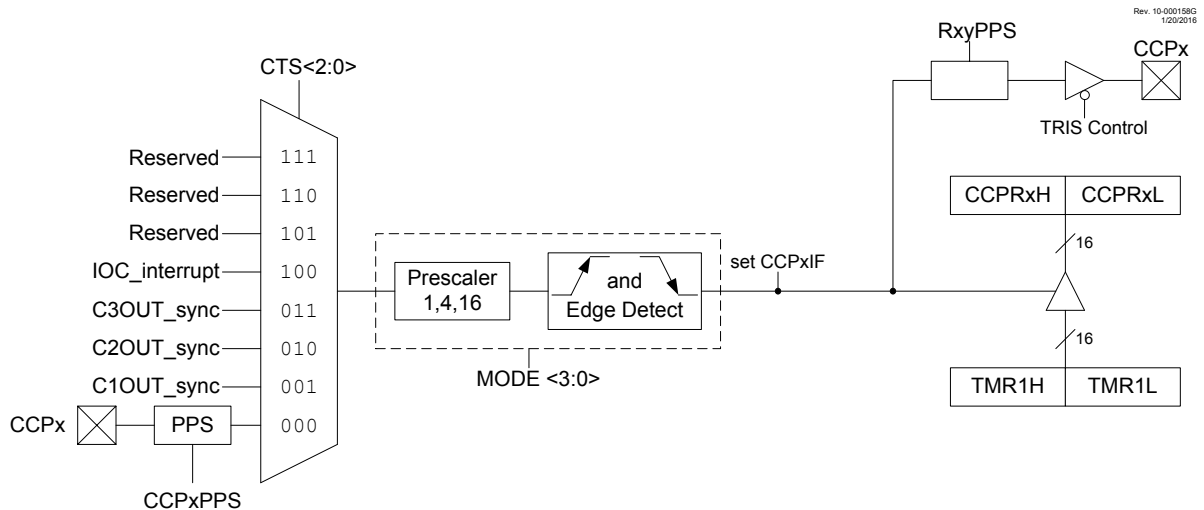 Rev. 10-000158G
1/20/2016
RxyPPS
CCPx
CTS<2:0>
TRIS Control
Reserved 111
Reserved 110
Reserved 101
IOC_interrupt 100
C3OUT_sync 011
C2OUT_sync 010
C1OUT_sync 001
CCPx PPS 000
CCPxPPS
Prescaler
1,4,16
and
Edge Detect
MODE <3:0>
set CCPxIF
CCPRxH CCPRxL
16
16
TMR1H TMR1L